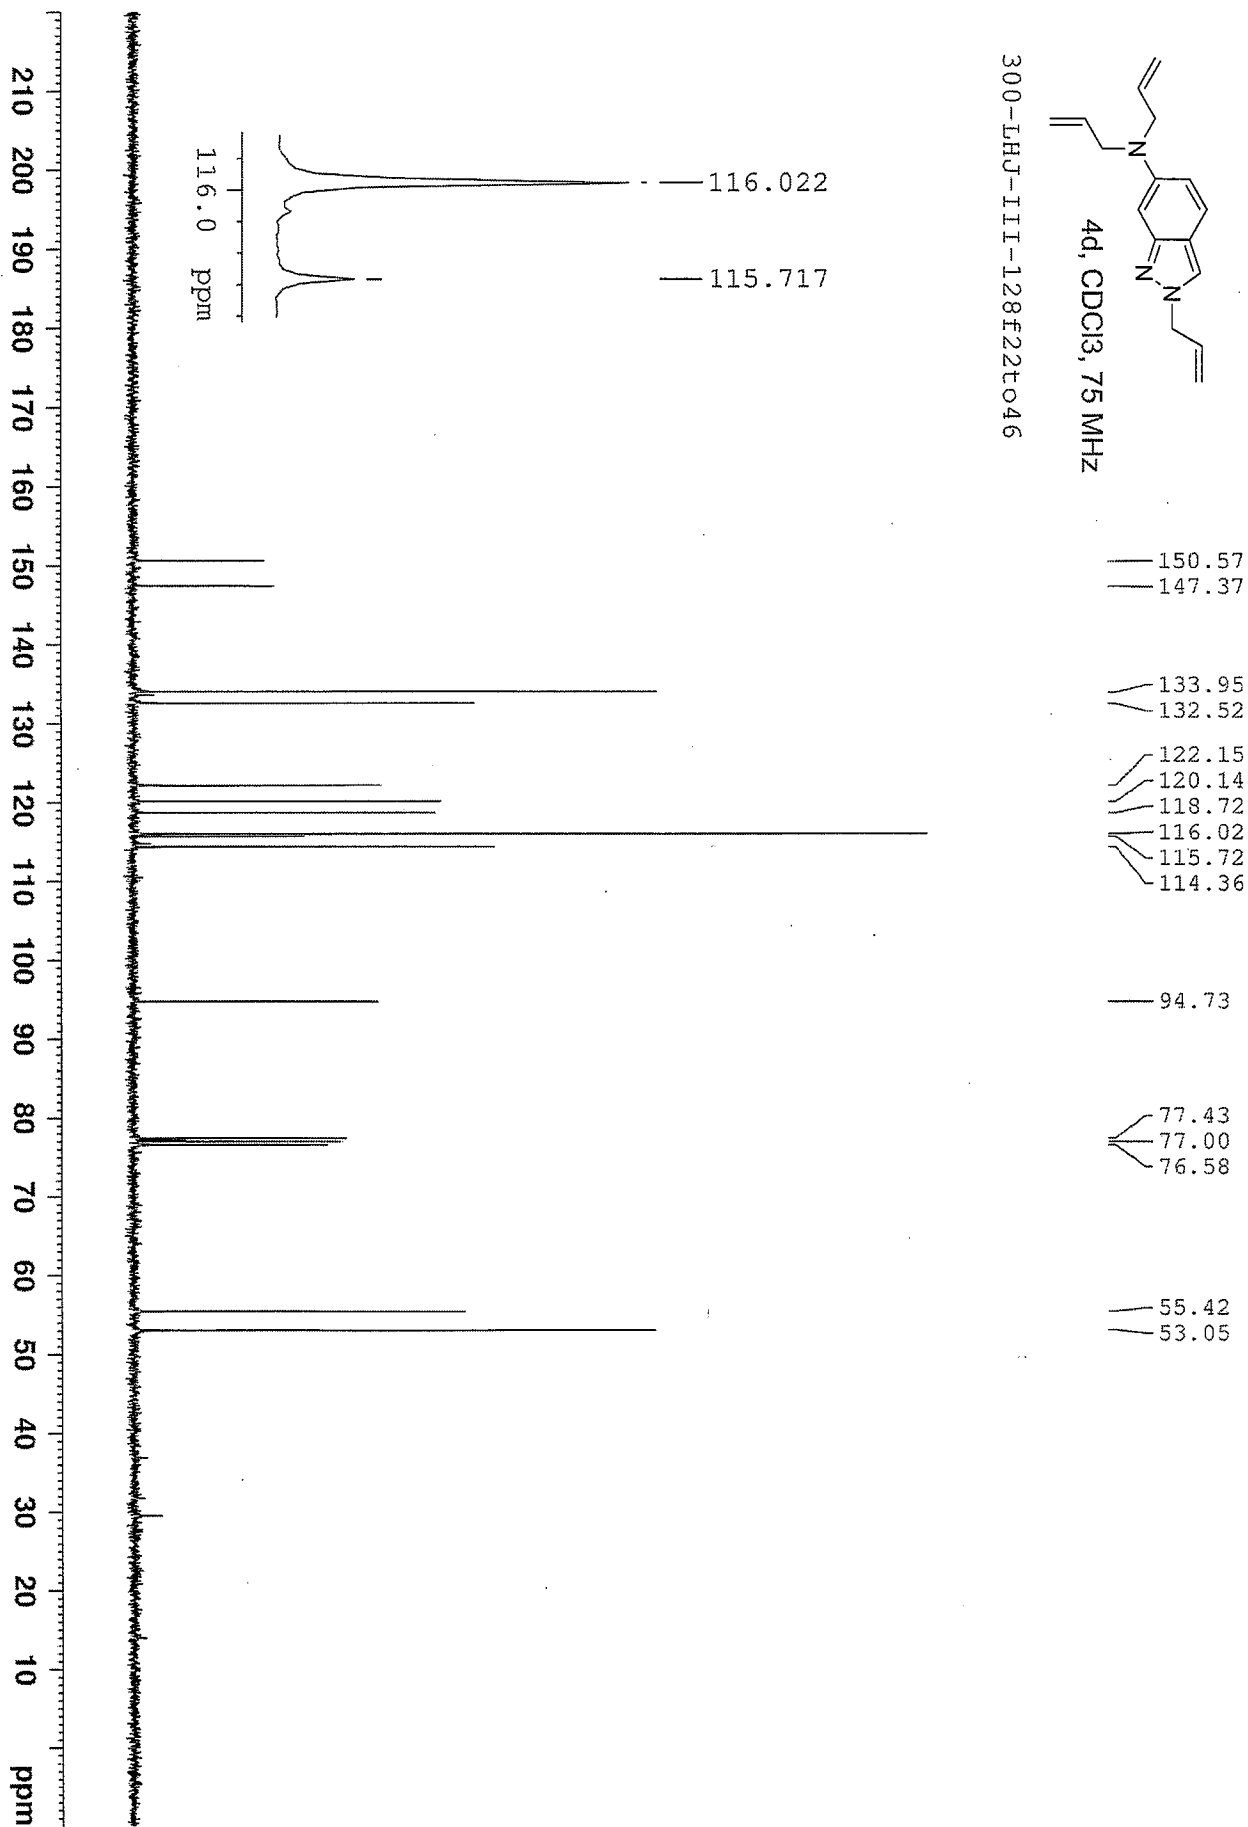 N
N
N
4d, CDCl3, 75 MHz
300-LHJ-III-128f22to46
150.57
147.37
133.95
132.52
122.15
120.14
118.72
116.02
115.72
114.36
94.73
77.43
77.00
76.58
55.42
53.05
116.022
115.717
116.0 ppm
210 200 190 180 170 160 150 140 130 120 110 100 90 80 70 60 50 40 30 20 10 ppm